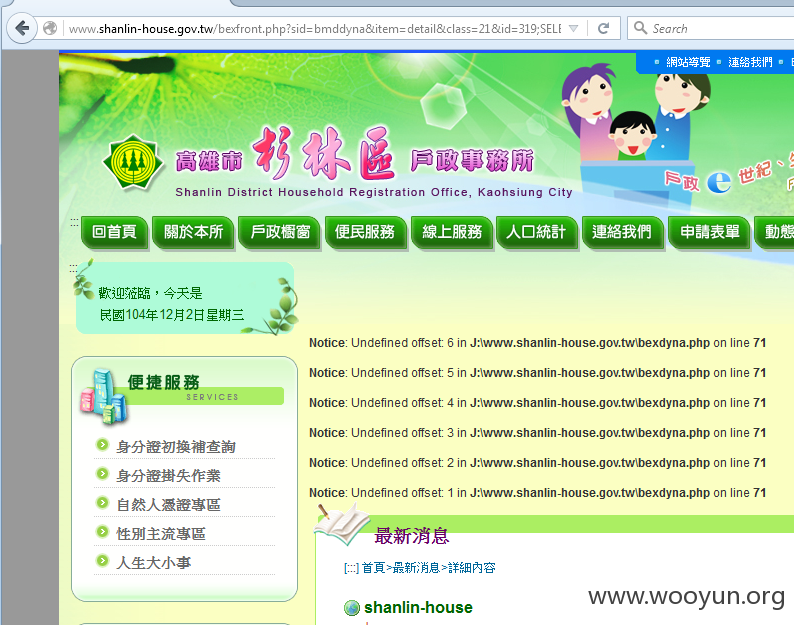 www.shanlin-house.gov.tw/bexfront.php?sid=bmddyna&item=detail&class=21&id=319;SELE
Search
網站導覽 連絡我們
高雄市 杉林區 戶政事務所
Shanlin District Household Registration Office, Kaohsiung City
戶政 e 世紀、
:::
回首頁 關於本所 戶政櫥窗 便民服務 線上服務 人口統計 連絡我們 申請表單 動態
:::
歡迎蒞臨，今天是
民國104年12月2日星期三
Notice: Undefined offset: 6 in J:\www.shanlin-house.gov.tw\bexdyna.php on line 71
Notice: Undefined offset: 5 in J:\www.shanlin-house.gov.tw\bexdyna.php on line 71
Notice: Undefined offset: 4 in J:\www.shanlin-house.gov.tw\bexdyna.php on line 71
Notice: Undefined offset: 3 in J:\www.shanlin-house.gov.tw\bexdyna.php on line 71
Notice: Undefined offset: 2 in J:\www.shanlin-house.gov.tw\bexdyna.php on line 71
Notice: Undefined offset: 1 in J:\www.shanlin-house.gov.tw\bexdyna.php on line 71
便捷服務
SERVICES
身分證初換補查詢
身分證掛失作業
自然人憑證專區
性別主流專區
人生大小事
最新消息
[:::] 首頁>最新消息>詳細內容
shanlin-house
www.wooyun.org